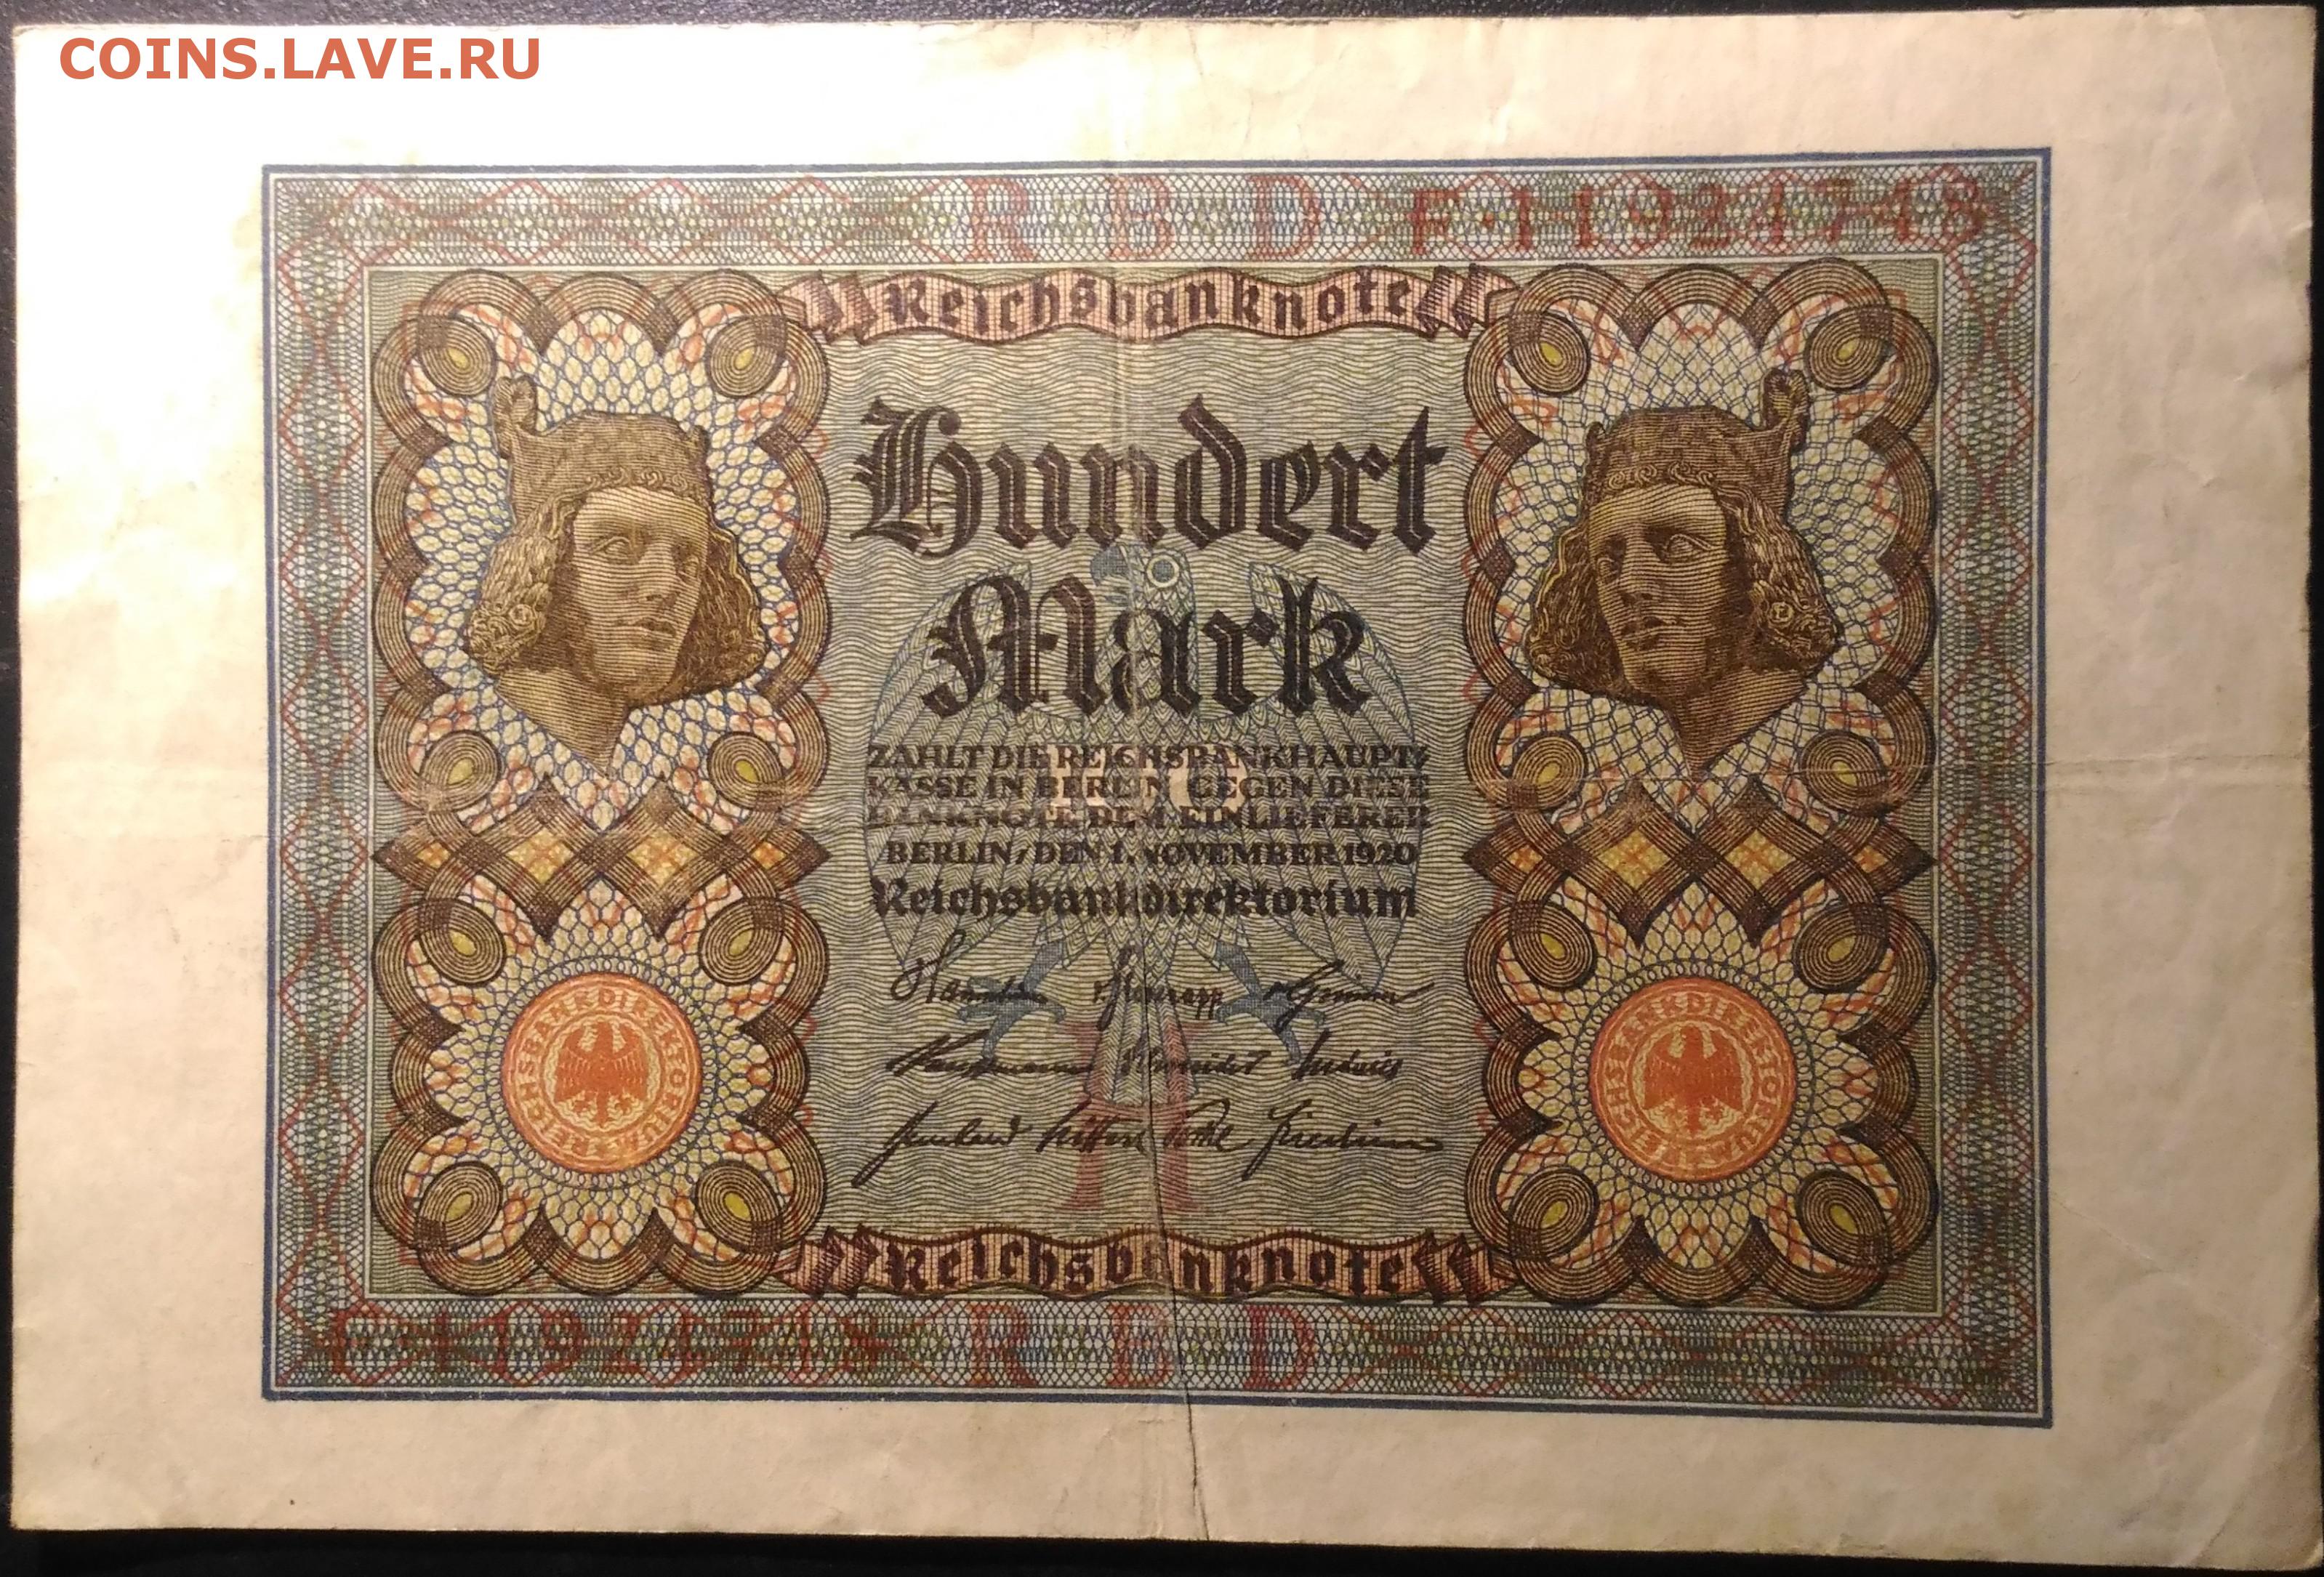 COINS.LAVE.RU
R B D
Reichsbanknote
Hundert
Mark
ZAHLT DIE REICHSBANKHAUPT⸗
KASSE IN BERLIN GEGEN DIESE
BANKNOTE DEM EINLIEFERER
BERLIN, DEN 1. NOVEMBER 1920
Reichsbankdirektorium
REICHSBANKDIREKTORIUM
REICHSBANKDIREKTORIUM
Reichsbanknote
R B D